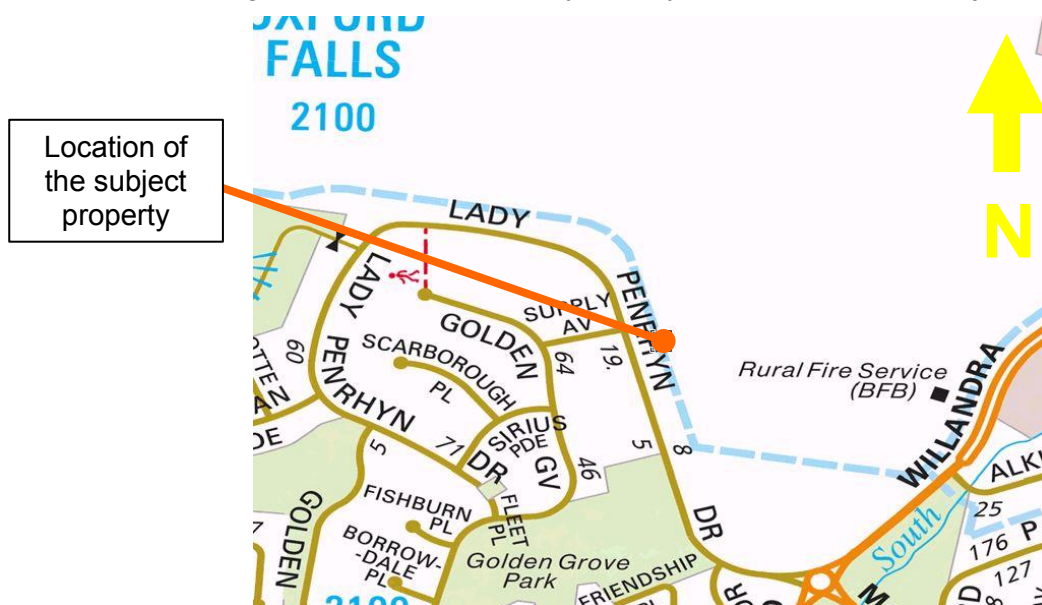 OXFORD
FALLS
2100
Location of
the subject
property
N
LADY
LADY
PENRHYN
DR
PENRHYN
DR
SUPPLY
AV
19.
64
GOLDEN
GV
SCARBOROUGH
PL
SIRIUS
PDE
60
71
46
5
8
5
FISHBURN
PL
FLEET
PL
BORROW-
-DALE
PL
GOLDEN
Golden Grove
Park
FRIENDSHIP
Rural Fire Service
(BFB)
WILLANDRA
South
25
176
127
2100